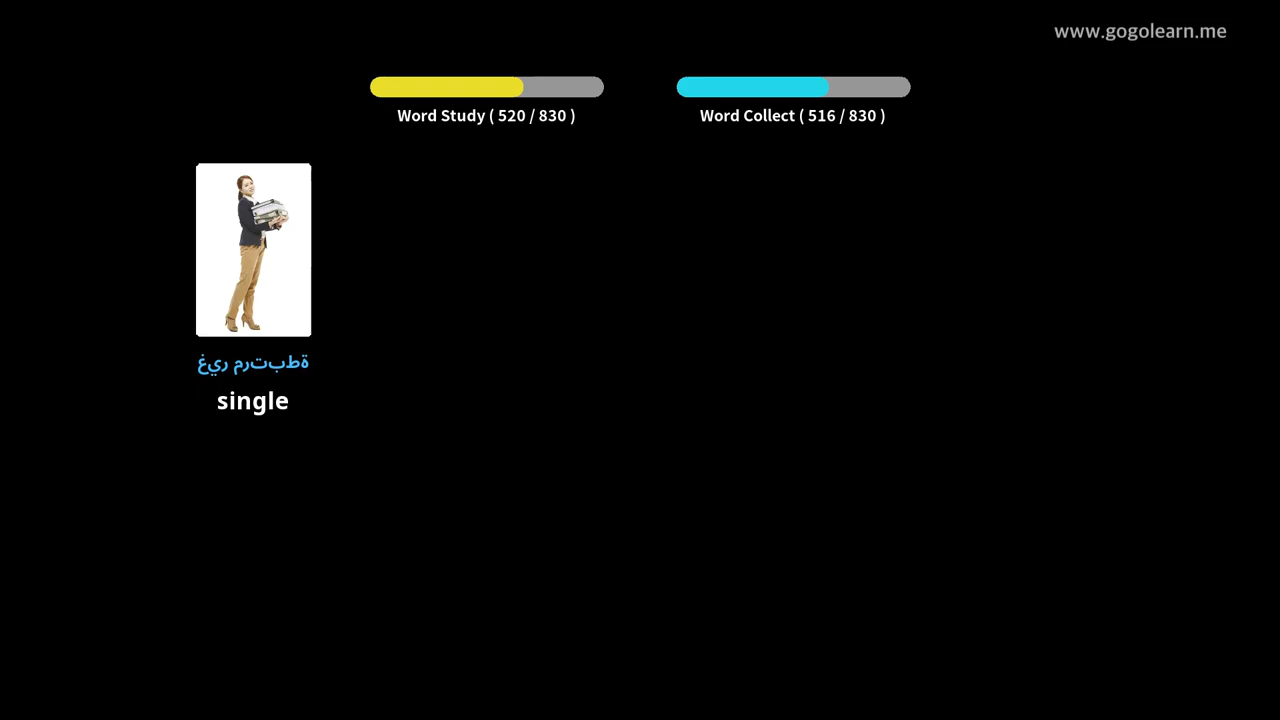 www.gogolearn.me
Word Study ( 520 / 830 )
Word Collect ( 516 / 830 )
غير مرتبطة
single